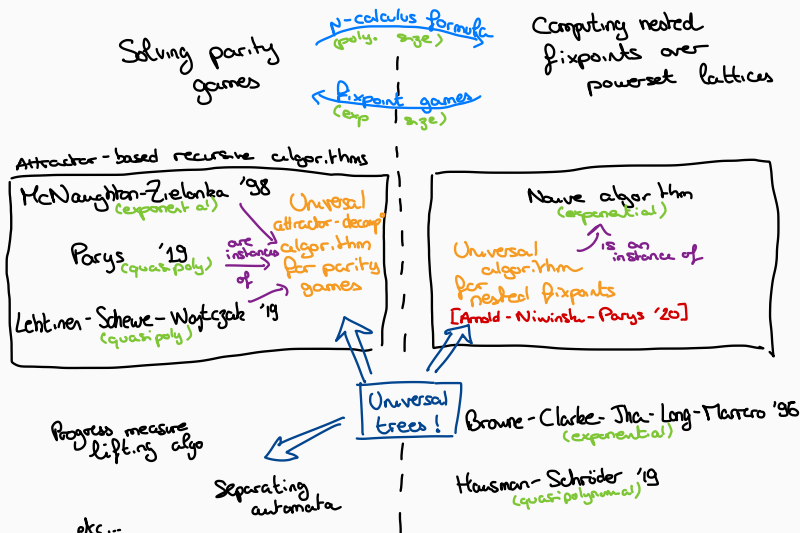 Solving parity
games
μ-calculus formula
(poly. size)
Fixpoint games
(exp size)
Computing nested
fixpoints over
powerset lattices
Attractor-based recursive algorithms
McNaughton-Zielonka '98
(exponential)
Parys '19
(quasipoly)
Lehtinen-Schewe-Wojtczak '19
(quasipoly)
are
instances
of
Universal
attractor-decomp°
algorithm
for parity
games
Naive algorithm
(exponential)
is an
instance of
Universal
algorithm
for
nested fixpoints
[Arnold-Niwinski-Parys '20]
Universal
trees!
Progress measure
lifting algo
Separating
automata
etc...
Browne-Clarke-Jha-Long-Marrero '96
(exponential)
Hausman-Schröder '19
(quasipolynomial)